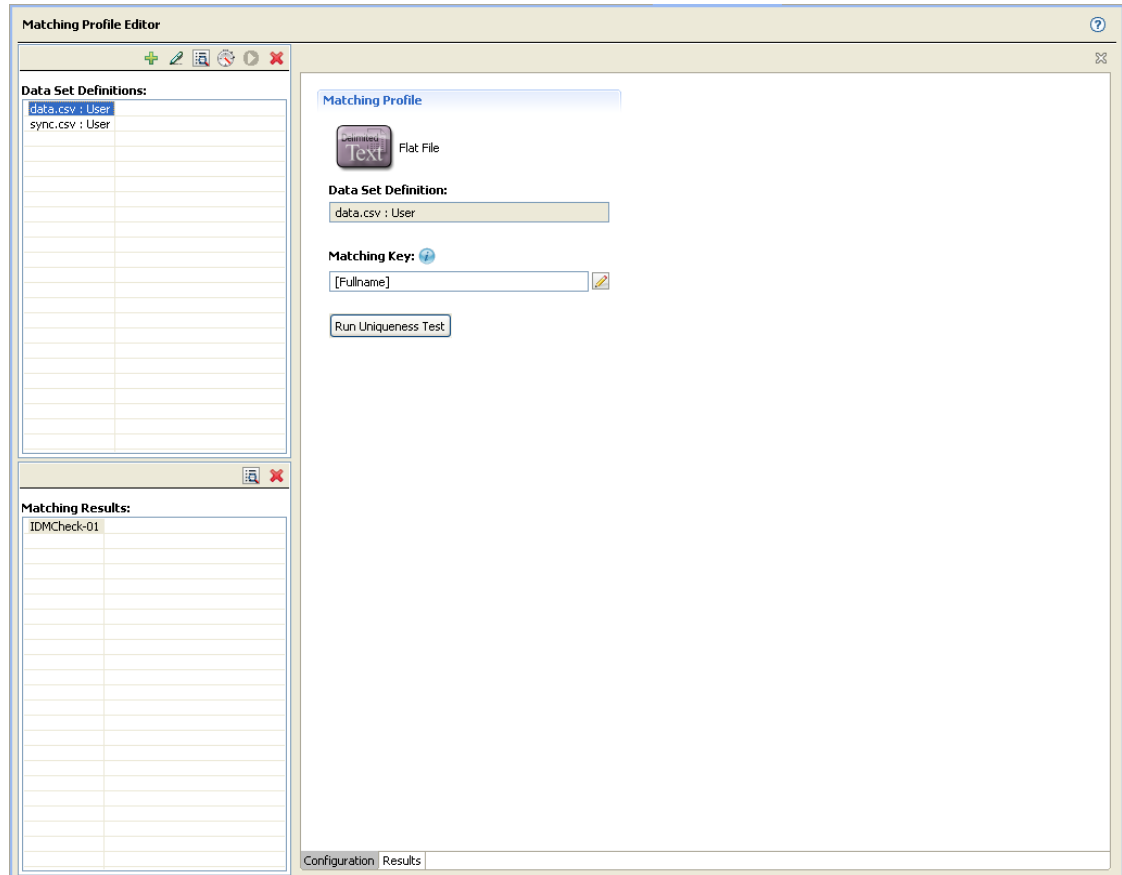 Matching Profile Editor
Data Set Definitions:
data.csv : User
sync.csv : User
Matching Results:
IDMCheck-01
Matching Profile
Delimited
Text
Flat File
Data Set Definition:
data.csv : User
Matching Key:
[Fullname]
Run Uniqueness Test
Configuration
Results